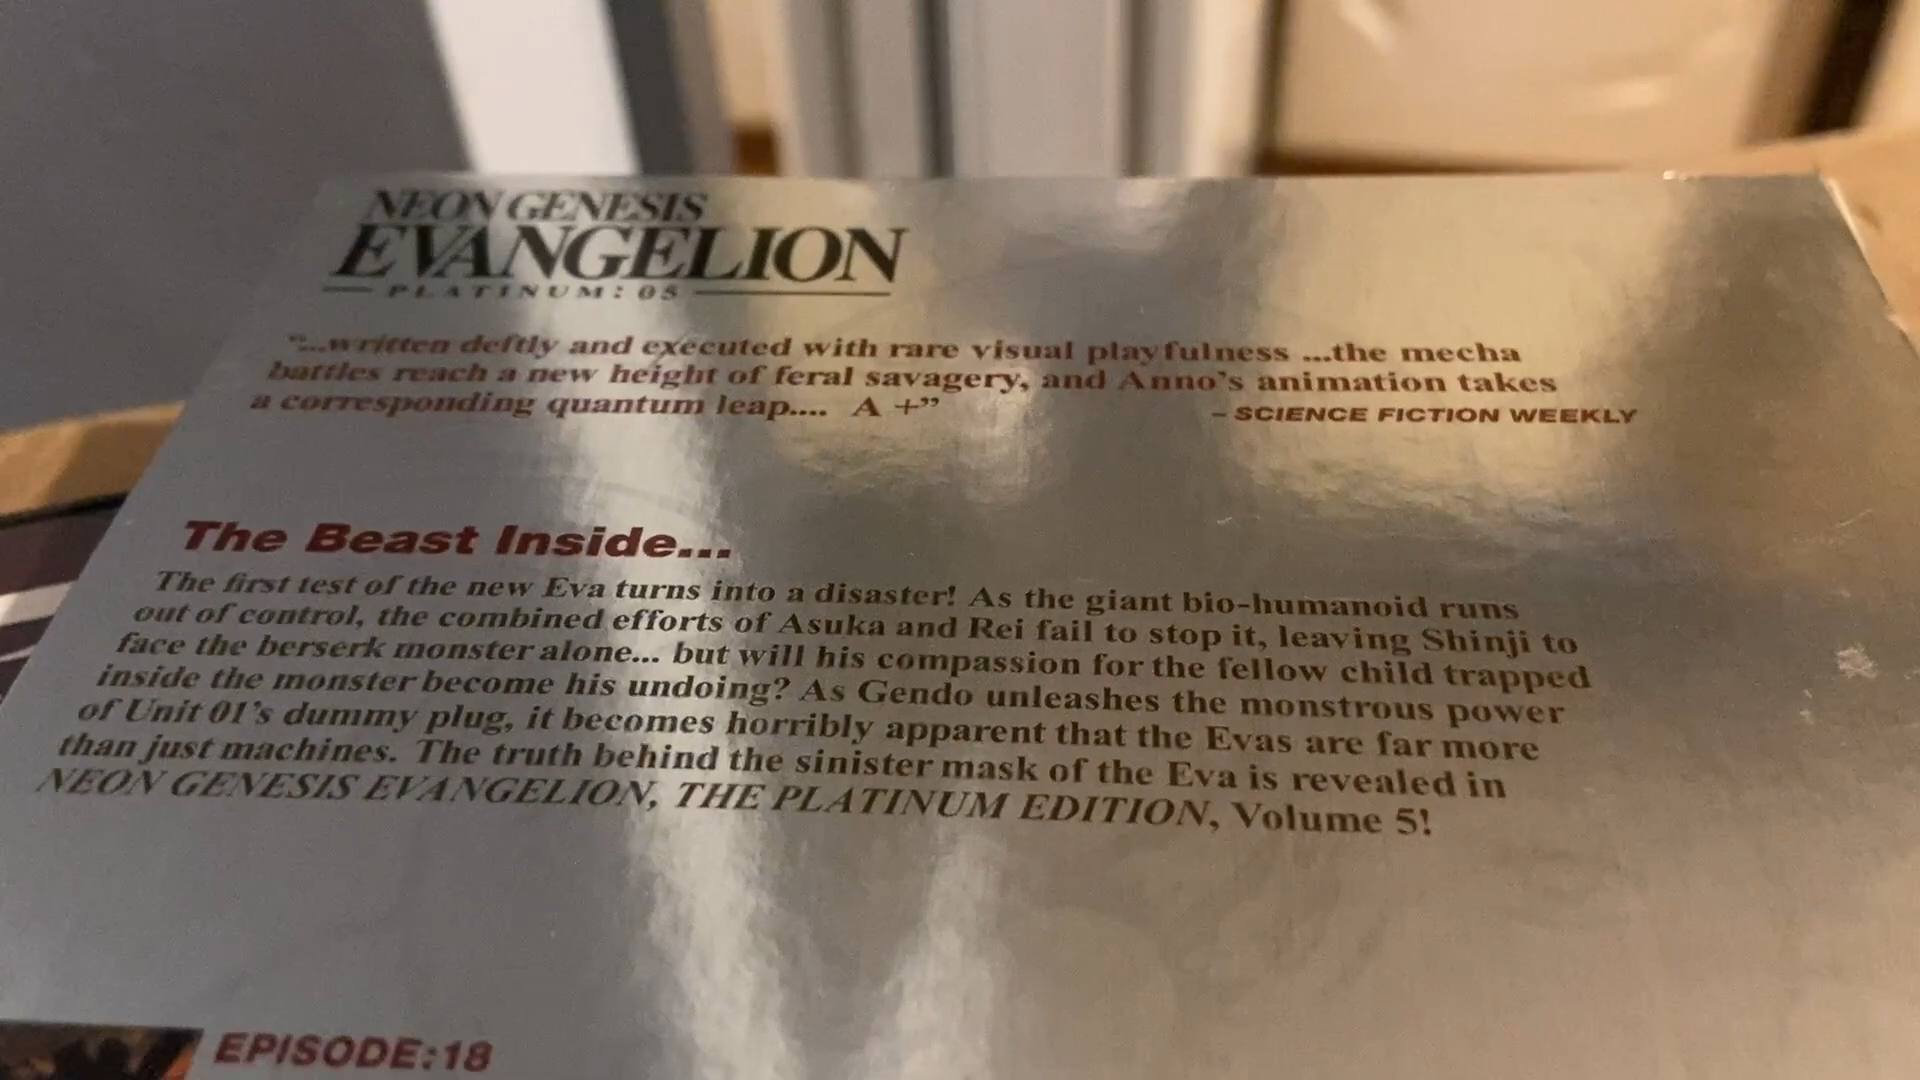 NEON GENESIS
EVANGELION
PLATINUM: 05
"...written deftly and executed with rare visual playfulness ...the mecha
battles reach a new height of feral savagery, and Anno's animation takes
a corresponding quantum leap.... A +"
– SCIENCE FICTION WEEKLY
The Beast Inside...
The first test of the new Eva turns into a disaster! As the giant bio-humanoid runs
out of control, the combined efforts of Asuka and Rei fail to stop it, leaving Shinji to
face the berserk monster alone... but will his compassion for the fellow child trapped
inside the monster become his undoing? As Gendo unleashes the monstrous power
of Unit 01's dummy plug, it becomes horribly apparent that the Evas are far more
than just machines. The truth behind the sinister mask of the Eva is revealed in
NEON GENESIS EVANGELION, THE PLATINUM EDITION, Volume 5!
EPISODE:18